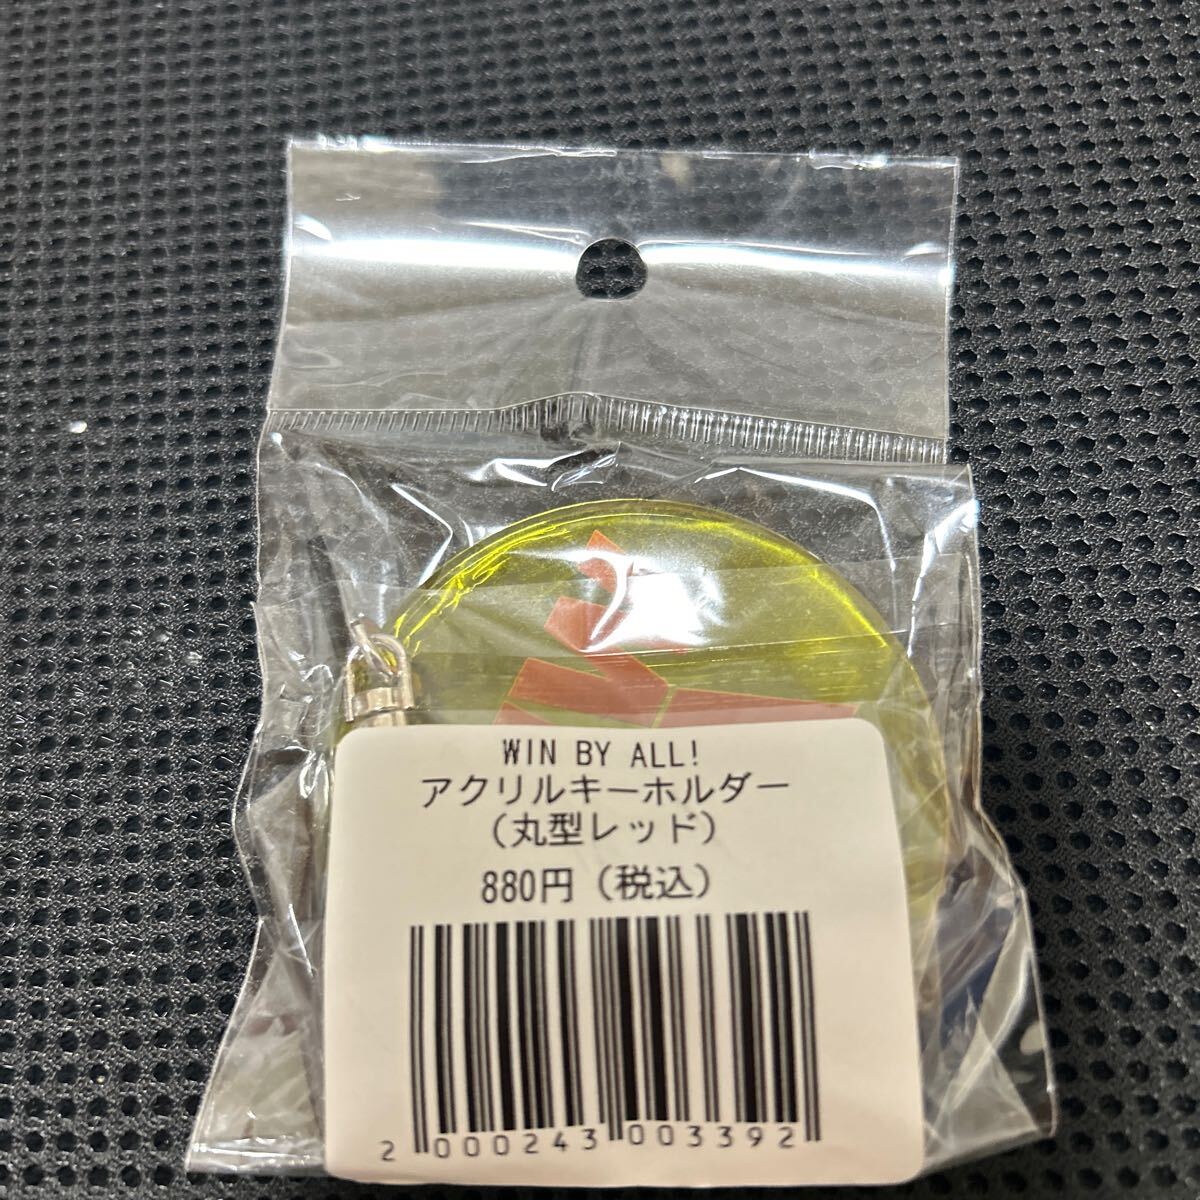 WIN BY ALL!
アクリルキーホルダー
(丸型レッド)
880円(税込)
2 000243 003392